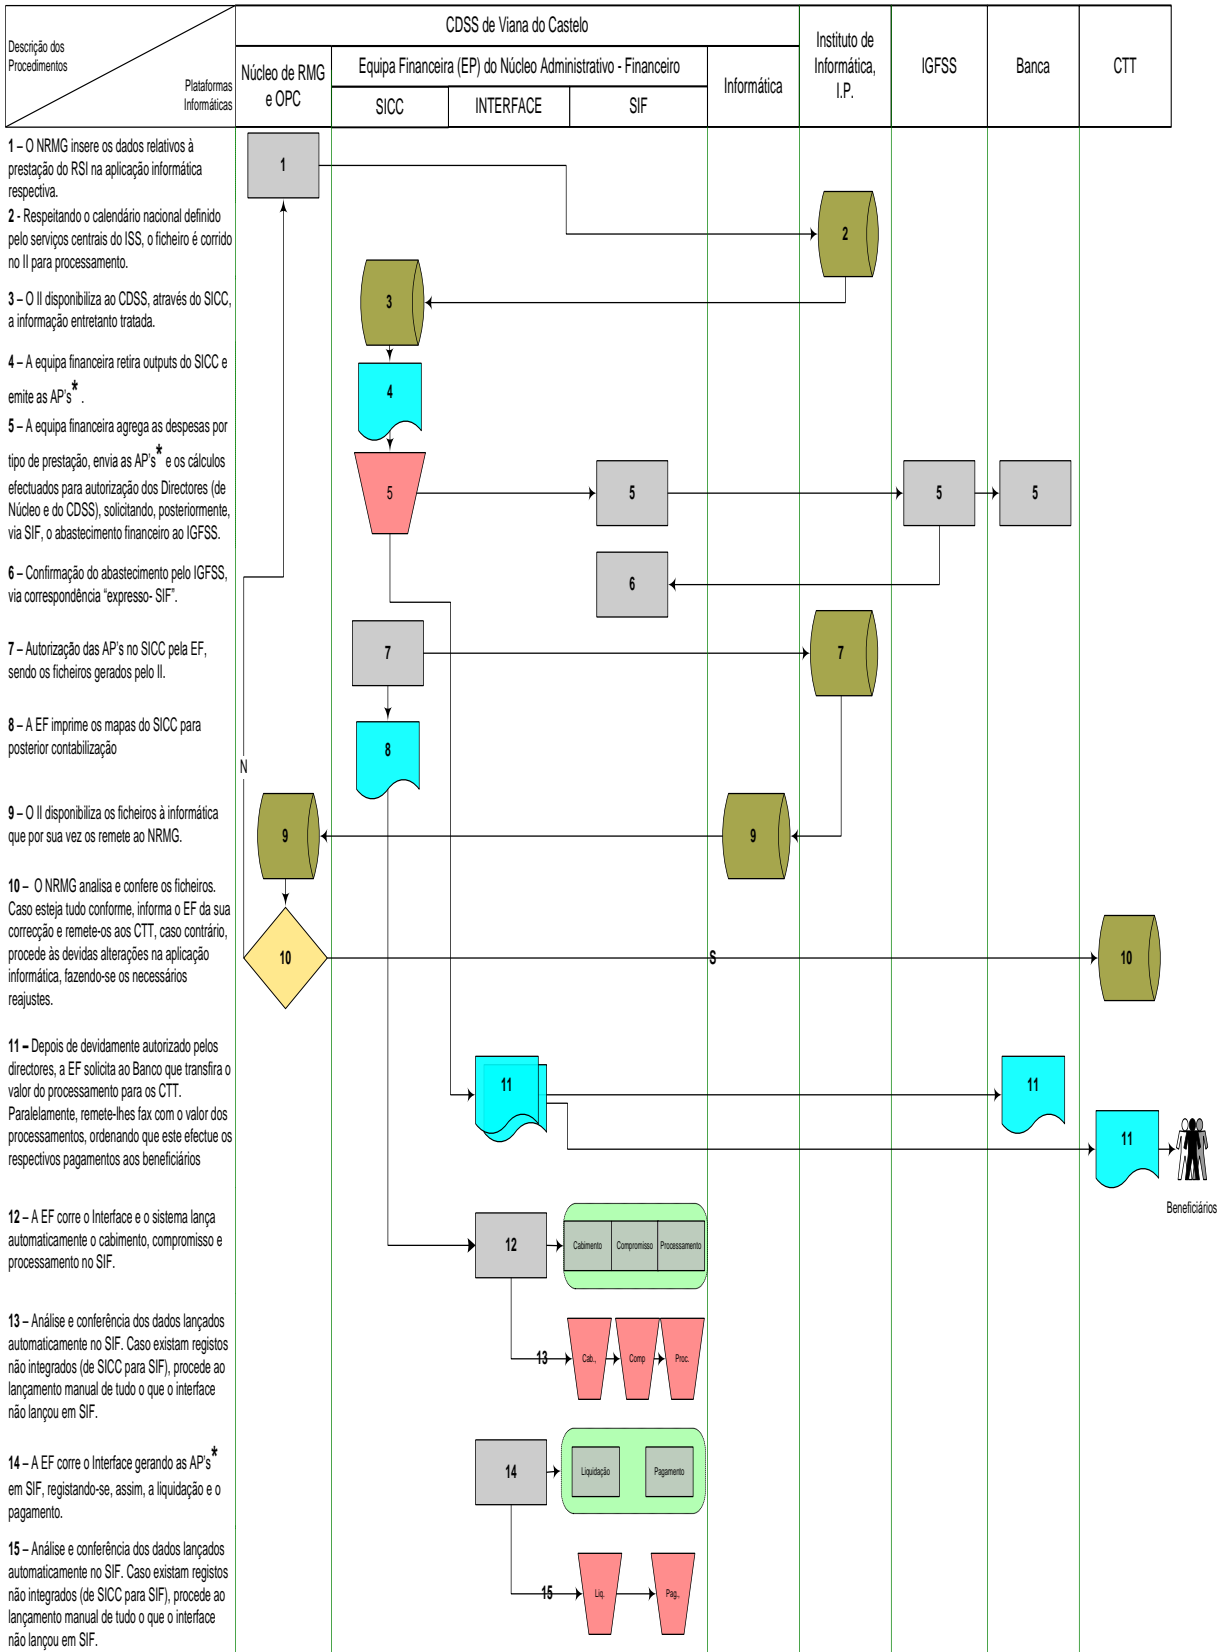 CDSS de Viana do Castelo
Descrição dos
Procedimentos
Plataformas
Informáticas
Núcleo de RMG
e OPC
Equipa Financeira (EP) do Núcleo Administrativo - Financeiro
SICC
INTERFACE
SIF
Informática
Instituto de
Informática,
I.P.
IGFSS
Banca
CTT
1 – O NRMG insere os dados relativos à
prestação do RSI na aplicação informática
respectiva.
2 - Respeitando o calendário nacional definido
pelo serviços centrais do ISS, o ficheiro é corrido
no II para processamento.
3 – O II disponibiliza ao CDSS, através do SICC,
a informação entretanto tratada.
4 – A equipa financeira retira outputs do SICC e
emite as AP's* .
5 – A equipa financeira agrega as despesas por
tipo de prestação, envia as AP's* e os cálculos
efectuados para autorização dos Directores (de
Núcleo e do CDSS), solicitando, posteriormente,
via SIF, o abastecimento financeiro ao IGFSS.
6 – Confirmação do abastecimento pelo IGFSS,
via correspondência “expresso- SIF”.
7 – Autorização das AP's no SICC pela EF,
sendo os ficheiros gerados pelo II.
8 – A EF imprime os mapas do SICC para
posterior contabilização
9 – O II disponibiliza os ficheiros à informática
que por sua vez os remete ao NRMG.
10 – O NRMG analisa e confere os ficheiros.
Caso esteja tudo conforme, informa o EF da sua
correcção e remete-os aos CTT, caso contrário,
procede às devidas alterações na aplicação
informática, fazendo-se os necessários
reajustes.
11 – Depois de devidamente autorizado pelos
directores, a EF solicita ao Banco que transfira o
valor do processamento para os CTT.
Paralelamente, remete-lhes fax com o valor dos
processamentos, ordenando que este efectue os
respectivos pagamentos aos beneficiários
12 – A EF corre o Interface e o sistema lança
automaticamente o cabimento, compromisso e
processamento no SIF.
13 – Análise e conferência dos dados lançados
automaticamente no SIF. Caso existam registos
não integrados (de SICC para SIF), procede ao
lançamento manual de tudo o que o interface
não lançou em SIF.
14 – A EF corre o Interface gerando as AP's*
em SIF, registando-se, assim, a liquidação e o
pagamento.
15 – Análise e conferência dos dados lançados
automaticamente no SIF. Caso existam registos
não integrados (de SICC para SIF), procede ao
lançamento manual de tudo o que o interface
não lançou em SIF.
1
2
3
4
5
5
5
5
6
7
7
8
N
9
9
10
S
10
11
11
11
Beneficiários
12
Cabimento
Compromisso
Processamento
13
Cab.,
Comp
Proc.
14
Liquidação
Pagamento
15
Liq.
Pag.,